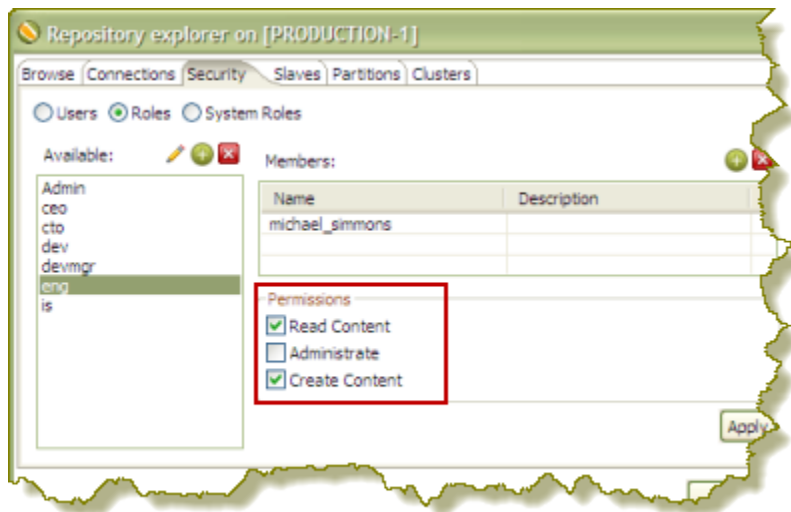 Repository explorer on [PRODUCTION-1]
Browse Connections Security Slaves Partitions Clusters
Users Roles System Roles
Available:
Members:
Admin
ceo
cto
dev
devmgr
eng
is
Name Description
michael_simmons
Permissions
Read Content
Administrate
Create Content
Apply